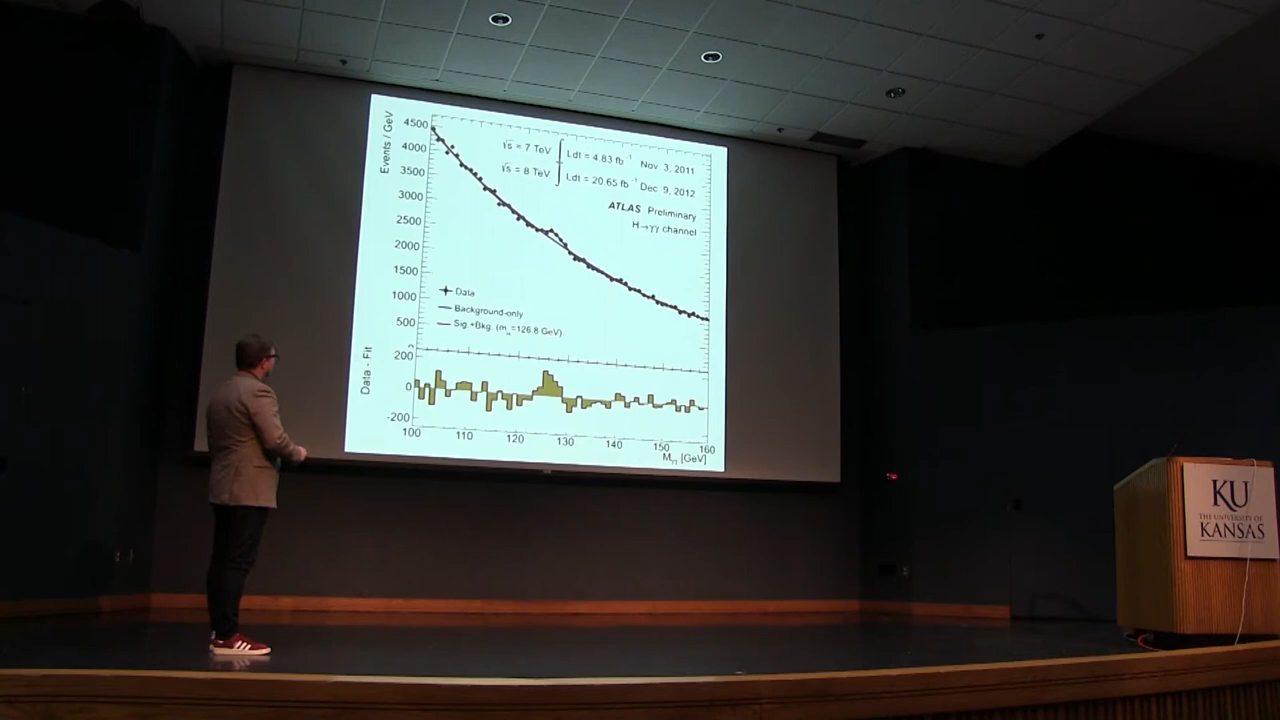 Events / GeV
4500
4000
3500
3000
2500
2000
1500
1000
500
0
√s = 7 TeV
Ldt = 4.83 fb⁻¹ Nov 3, 2011
√s = 8 TeV
Ldt = 20.65 fb⁻¹ Dec 9, 2012
ATLAS Preliminary
H→γγ channel
Data
Background-only
Sig +Bkg. (mH=126.8 GeV)
Data - Fit
200
0
-200
100 110 120 130 140 150 160
Mγγ [GeV]
KU
THE UNIVERSITY OF
KANSAS